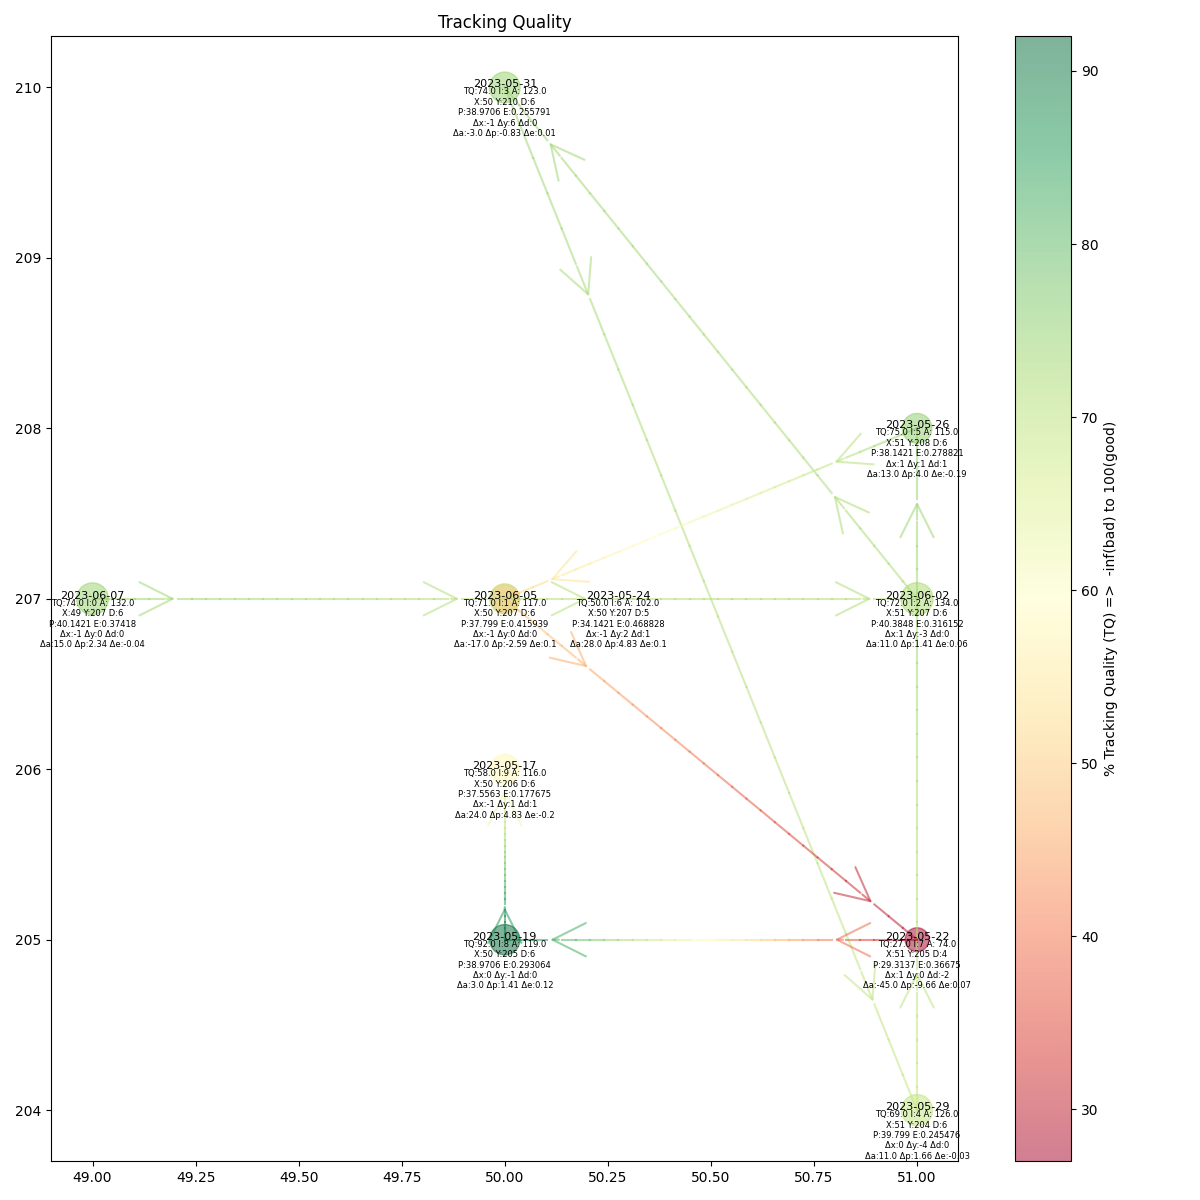 Tracking Quality
210
209
208
207
206
205
204
49.00
49.25
49.50
49.75
50.00
50.25
50.50
50.75
51.00
2023-05-31
TQ:74.0 I:3 A: 123.0
X:50 Y:210 D:6
P:38.9706 E:0.255791
Δx:-1 Δy:6 Δd:0
Δa:-3.0 Δp:-0.83 Δe:0.01
2023-05-26
TQ:75.0 I:5 A: 115.0
X:51 Y:208 D:6
P:38.1421 E:0.278821
Δx:1 Δy:1 Δd:1
Δa:13.0 Δp:4.0 Δe:-0.19
2023-06-07
TQ:74.0 I:0 A: 132.0
X:49 Y:207 D:6
P:40.1421 E:0.37418
Δx:-1 Δy:0 Δd:0
Δa:15.0 Δp:2.34 Δe:-0.04
2023-06-05
TQ:71.0 I:1 A: 117.0
X:50 Y:207 D:6
P:37.799 E:0.415939
Δx:-1 Δy:0 Δd:0
Δa:-17.0 Δp:-2.59 Δe:0.1
2023-05-24
TQ:50.0 I:6 A: 102.0
X:50 Y:207 D:5
P:34.1421 E:0.468828
Δx:-1 Δy:2 Δd:1
Δa:28.0 Δp:4.83 Δe:0.1
2023-06-02
TQ:72.0 I:2 A: 134.0
X:51 Y:207 D:6
P:40.3848 E:0.316152
Δx:1 Δy:-3 Δd:0
Δa:11.0 Δp:1.41 Δe:0.06
2023-05-17
TQ:58.0 I:9 A: 116.0
X:50 Y:206 D:6
P:37.5563 E:0.177675
Δx:-1 Δy:1 Δd:1
Δa:24.0 Δp:4.83 Δe:-0.2
2023-05-19
TQ:92.0 I:8 A: 119.0
X:50 Y:205 D:6
P:38.9706 E:0.293064
Δx:0 Δy:-1 Δd:0
Δa:3.0 Δp:1.41 Δe:0.12
2023-05-22
TQ:27.0 I:7 A: 74.0
X:51 Y:205 D:4
P:29.3137 E:0.36675
Δx:1 Δy:0 Δd:-2
Δa:-45.0 Δp:-9.66 Δe:0.07
2023-05-29
TQ:69.0 I:4 A: 126.0
X:51 Y:204 D:6
P:39.799 E:0.245476
Δx:0 Δy:-4 Δd:0
Δa:11.0 Δp:1.66 Δe:-0.03
90
80
70
60
50
40
30
% Tracking Quality (TQ) => -inf(bad) to 100(good)